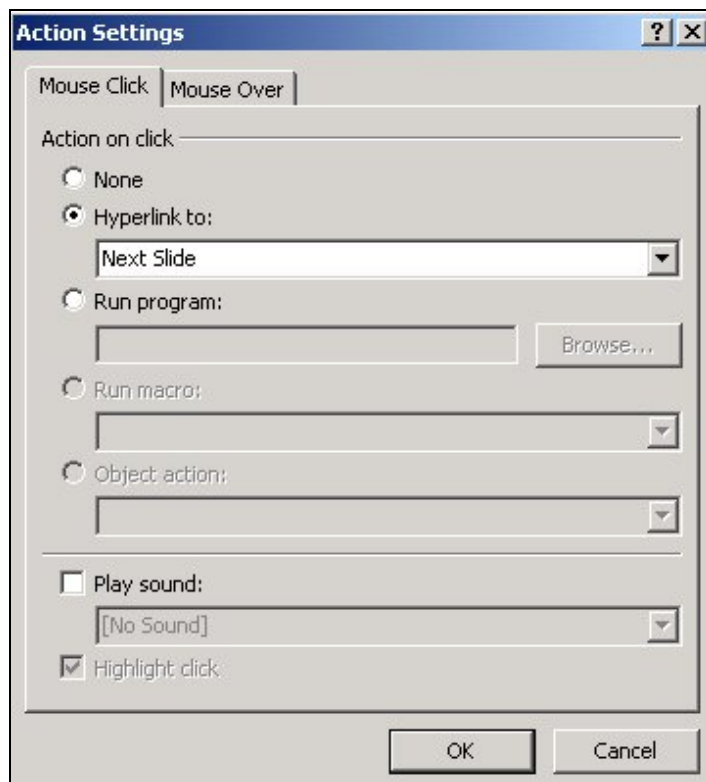 Action Settings
Mouse Click Mouse Over
Action on click
None
Hyperlink to:
Next Slide
Run program:
Browse...
Run macro:
Object action:
Play sound:
[No Sound]
Highlight click
OK Cancel